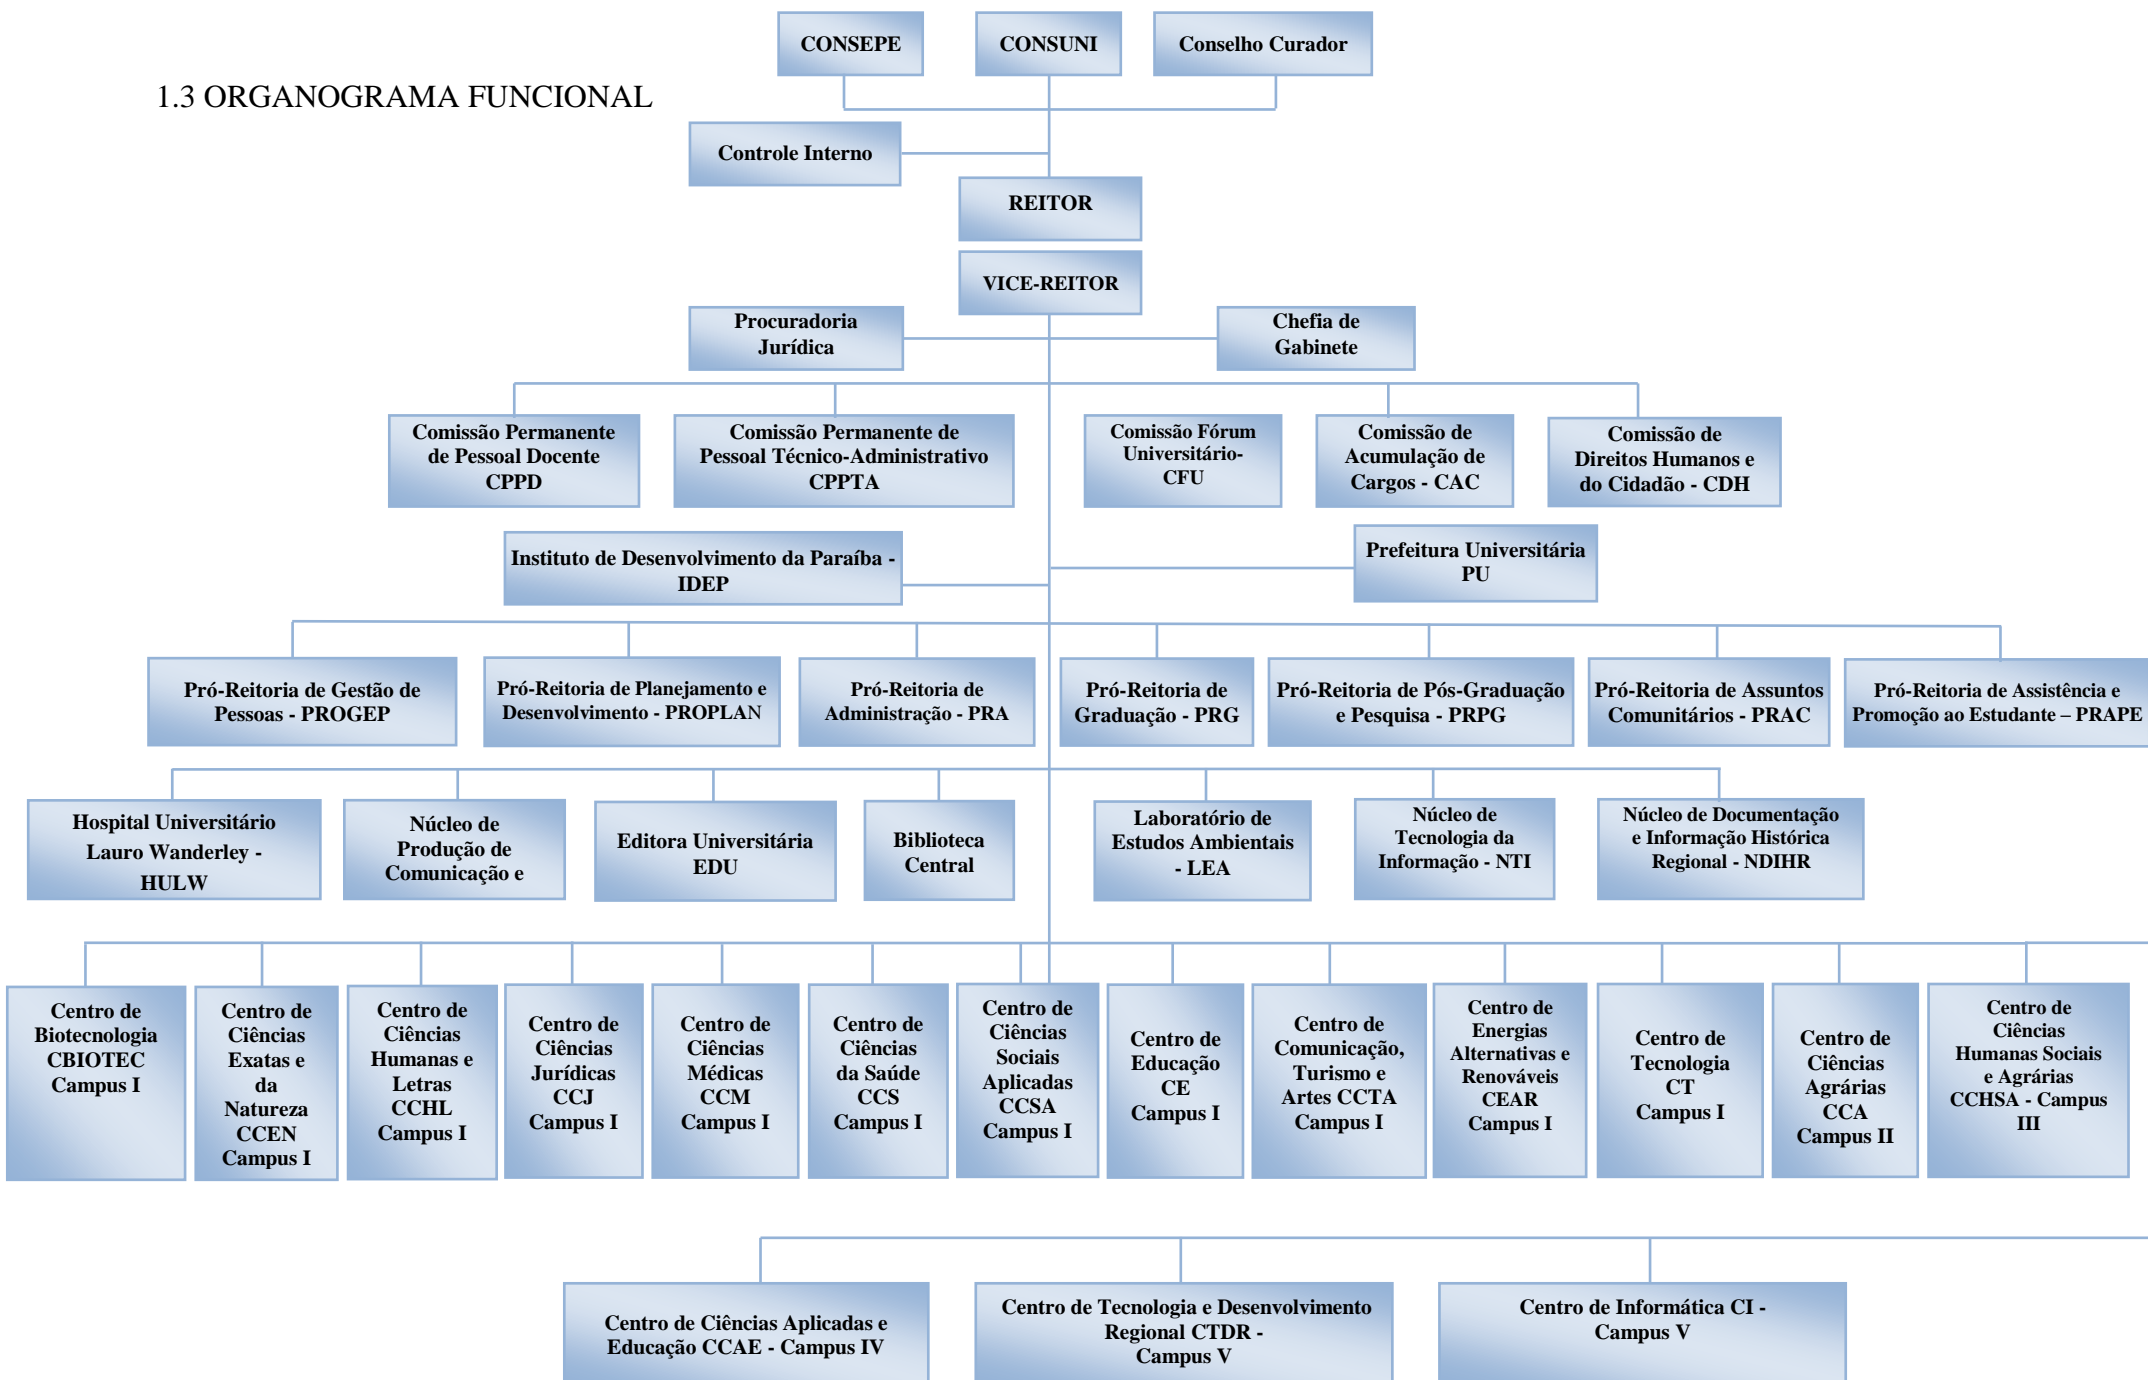 CONSEPE
CONSUNI
Conselho Curador
1.3 ORGANOGRAMA FUNCIONAL
Controle Interno
REITOR
VICE-REITOR
Procuradoria
Jurídica
Chefia de
Gabinete
Comissão Permanente
de Pessoal Docente
CPPD
Comissão Permanente de
Pessoal Técnico-Administrativo
CPPTA
Comissão Fórum
Universitário-
CFU
Comissão de
Acumulação de
Cargos - CAC
Comissão de
Direitos Humanos e
do Cidadão - CDH
Instituto de Desenvolvimento da Paraíba -
IDEP
Prefeitura Universitária
PU
Pró-Reitoria de Gestão de
Pessoas - PROGEP
Pró-Reitoria de Planejamento e
Desenvolvimento - PROPLAN
Pró-Reitoria de
Administração - PRA
Pró-Reitoria de
Graduação - PRG
Pró-Reitoria de Pós-Graduação
e Pesquisa - PRPG
Pró-Reitoria de Assuntos
Comunitários - PRAC
Pró-Reitoria de Assistência e
Promoção ao Estudante – PRAPE
Hospital Universitário
Lauro Wanderley -
HULW
Núcleo de
Produção de
Comunicação e
Editora Universitária
EDU
Biblioteca
Central
Laboratório de
Estudos Ambientais
- LEA
Núcleo de
Tecnologia da
Informação - NTI
Núcleo de Documentação
e Informação Histórica
Regional - NDIHR
Centro de
Biotecnologia
CBIOTEC
Campus I
Centro de
Ciências
Exatas e
da
Natureza
CCEN
Campus I
Centro de
Ciências
Humanas e
Letras
CCHL
Campus I
Centro de
Ciências
Jurídicas
CCJ
Campus I
Centro de
Ciências
Médicas
CCM
Campus I
Centro de
Ciências
da Saúde
CCS
Campus I
Centro de
Ciências
Sociais
Aplicadas
CCSA
Campus I
Centro de
Educação
CE
Campus I
Centro de
Comunicação,
Turismo e
Artes CCTA
Campus I
Centro de
Energias
Alternativas e
Renováveis
CEAR
Campus I
Centro de
Tecnologia
CT
Campus I
Centro de
Ciências
Agrárias
CCA
Campus II
Centro de
Ciências
Humanas Sociais
e Agrárias
CCHSA - Campus
III
Centro de Ciências Aplicadas e
Educação CCAE - Campus IV
Centro de Tecnologia e Desenvolvimento
Regional CTDR -
Campus V
Centro de Informática CI -
Campus V